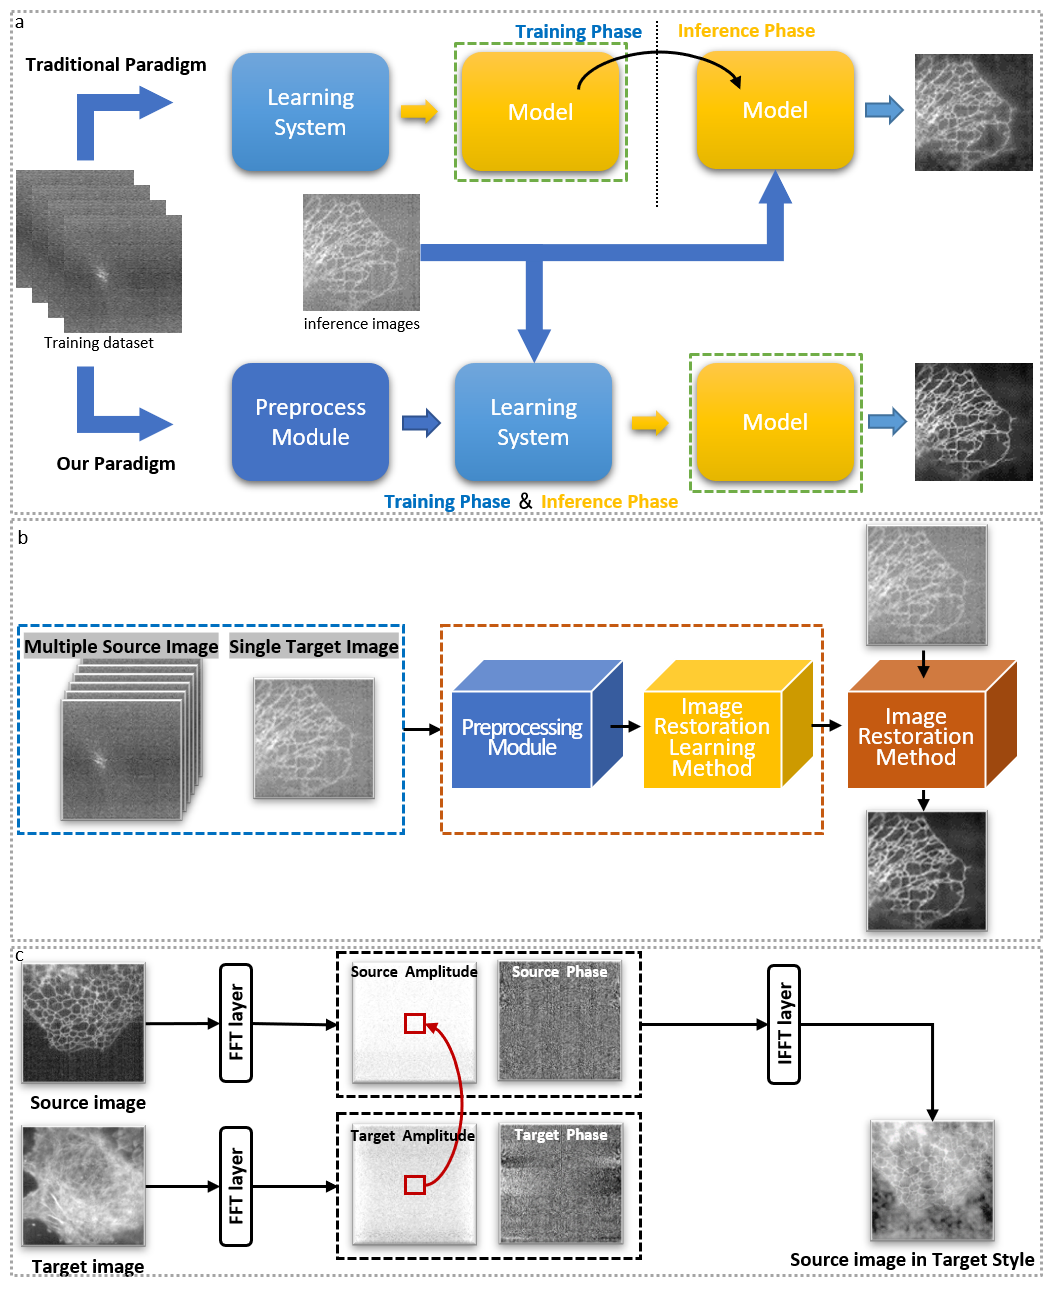 a
Training Phase
Inference Phase
Traditional Paradigm
Learning
System
Model
Model
inference images
Training dataset
Preprocess
Module
Learning
System
Model
Our Paradigm
Training Phase & Inference Phase
b
Multiple Source Image
Single Target Image
Preprocessing
Module
Image
Restoration
Learning
Method
Image
Restoration
Method
c
Source Amplitude
Source Phase
FFT layer
IFFT layer
Source image
Target Amplitude
Target Phase
FFT layer
Target image
Source image in Target Style